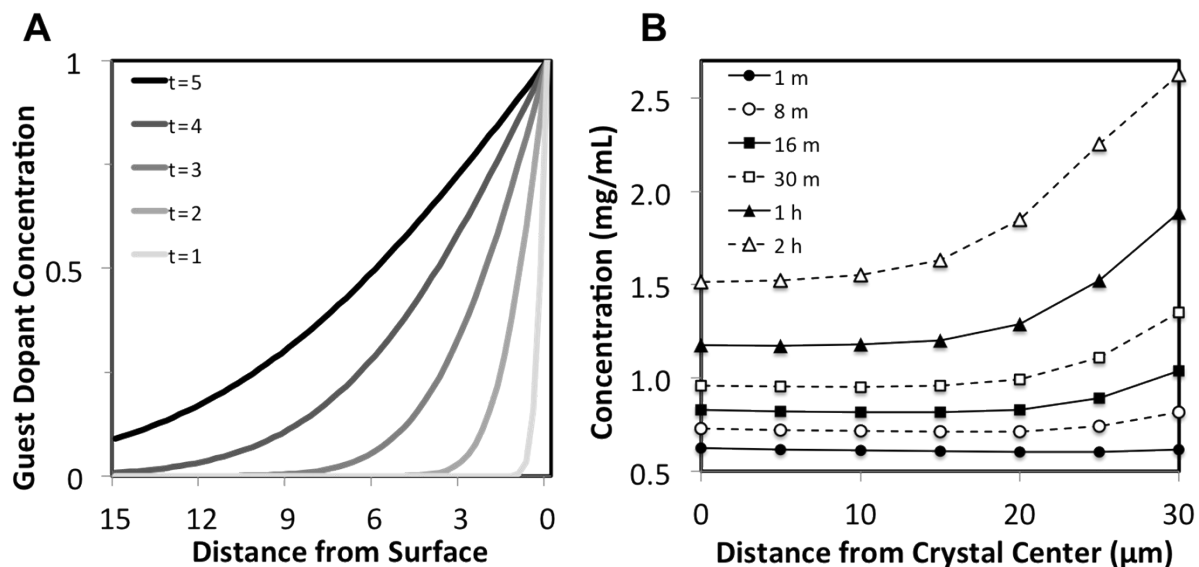 A
Guest Dopant Concentration
1
0.5
0
t=5
t=4
t=3
t=2
t=1
15 12 9 6 3 0
Distance from Surface
B
Concentration (mg/mL)
2.5
2.0
1.5
1.0
0.5
1 m
8 m
16 m
30 m
1 h
2 h
0 10 20 30
Distance from Crystal Center (μm)